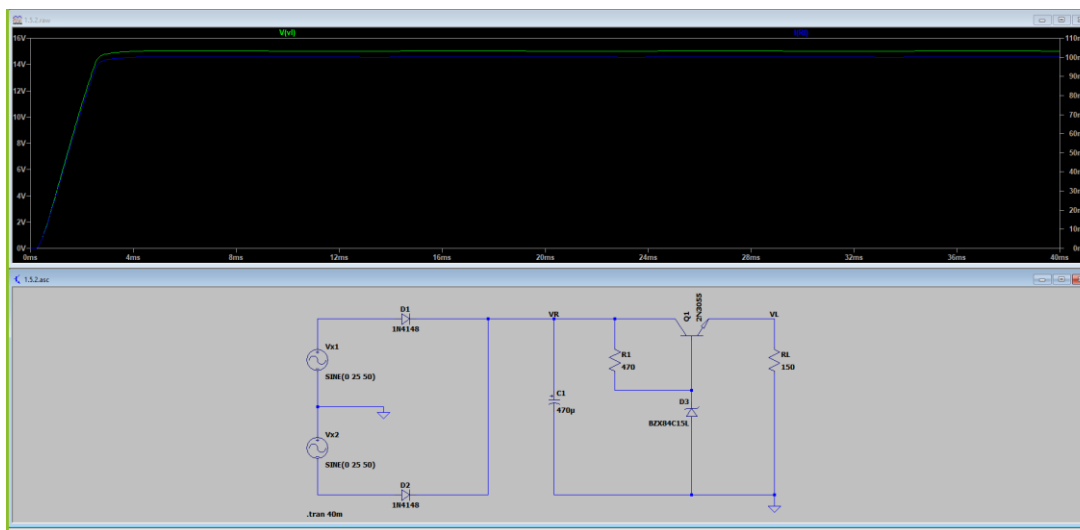 1.5.2.raw
V(vl)
16V
14V
12V
10V
8V
6V
4V
2V
0V
100m
90m
80m
70m
60m
50m
40m
30m
20m
10m
0ms
4ms
8ms
12ms
16ms
20ms
24ms
28ms
32ms
36ms
40ms
1.5.2.asc
D1
1N4148
Vx1
SINE(0 25 50)
Vx2
SINE(0 25 50)
D2
1N4148
.tran 40m
VR
C1
470µ
R1
470
Q1
2N3055
D3
BZX84C15L
VL
RL
150